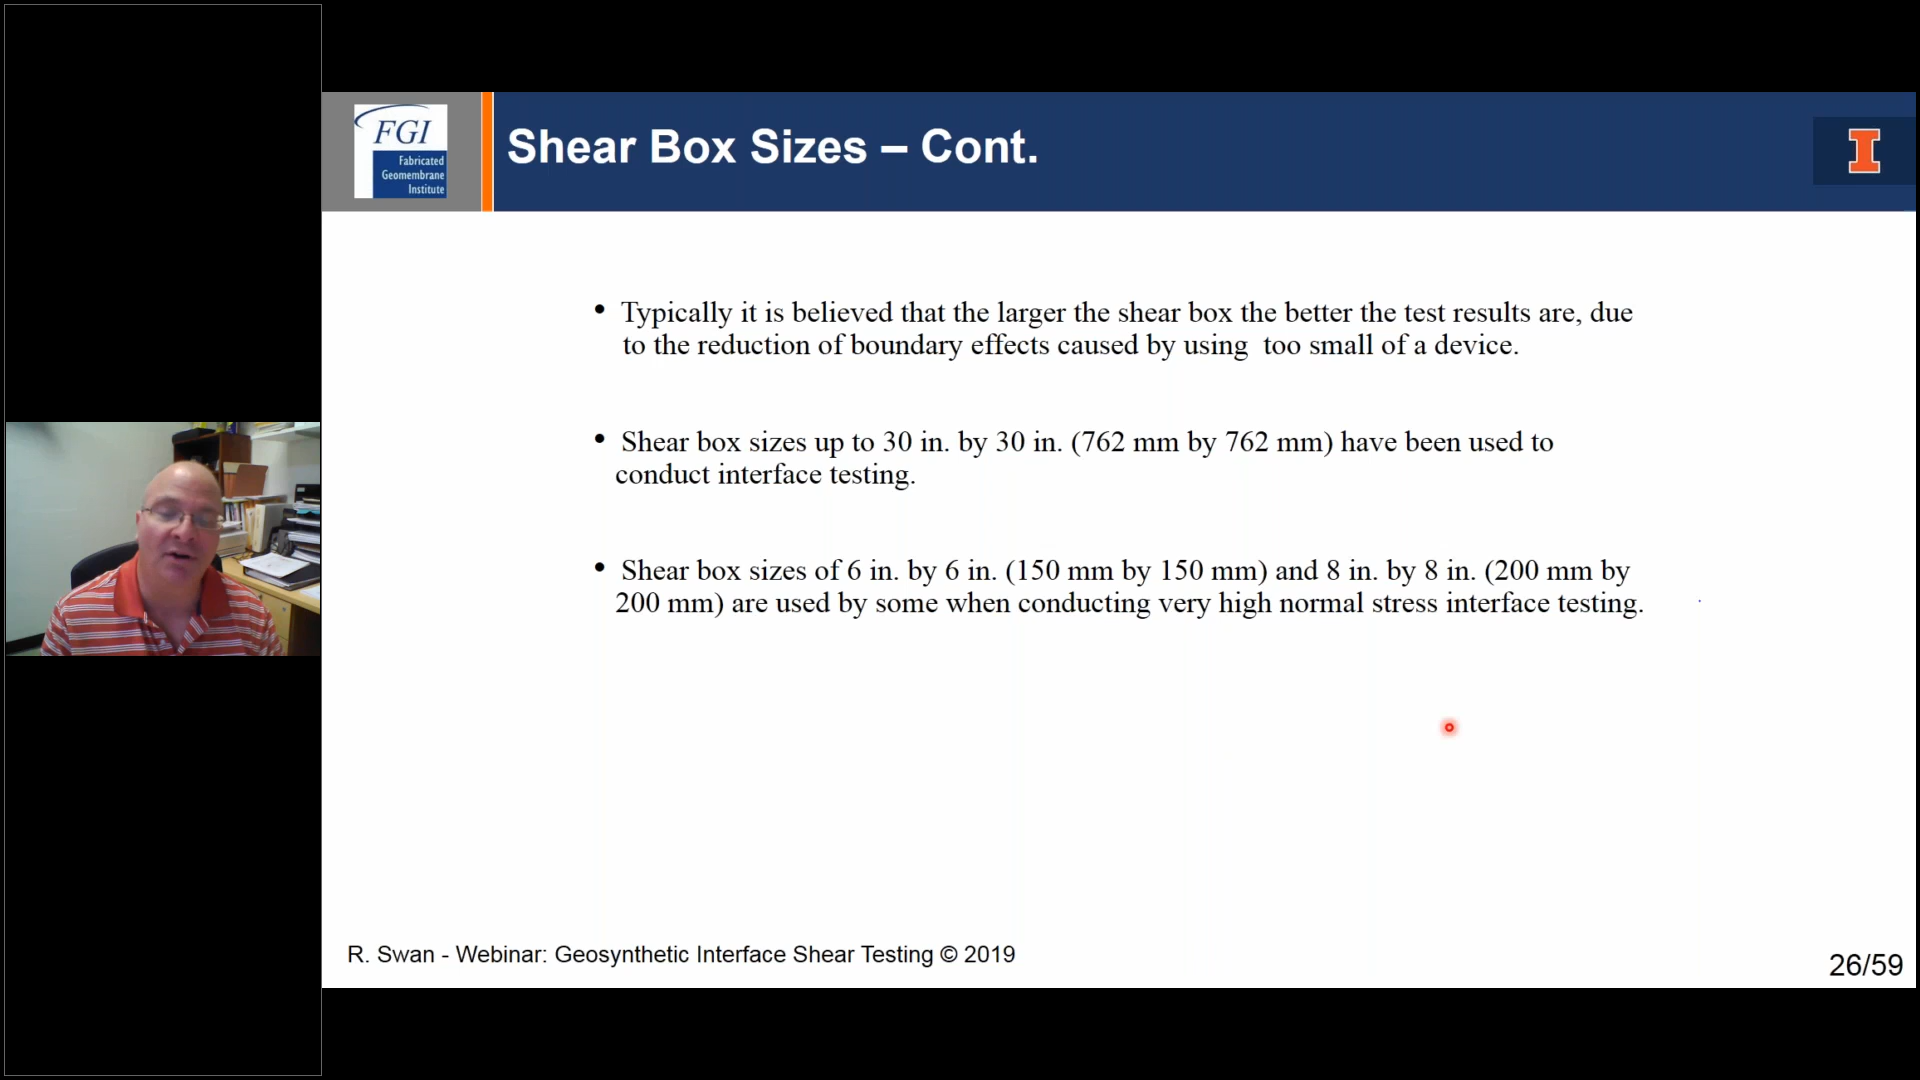 FGI
Fabricated
Geomembrane
Institute
Shear Box Sizes – Cont.
I
• Typically it is believed that the larger the shear box the better the test results are, due
to the reduction of boundary effects caused by using  too small of a device.
• Shear box sizes up to 30 in. by 30 in. (762 mm by 762 mm) have been used to
conduct interface testing.
• Shear box sizes of 6 in. by 6 in. (150 mm by 150 mm) and 8 in. by 8 in. (200 mm by
200 mm) are used by some when conducting very high normal stress interface testing.
R. Swan - Webinar: Geosynthetic Interface Shear Testing © 2019
26/59